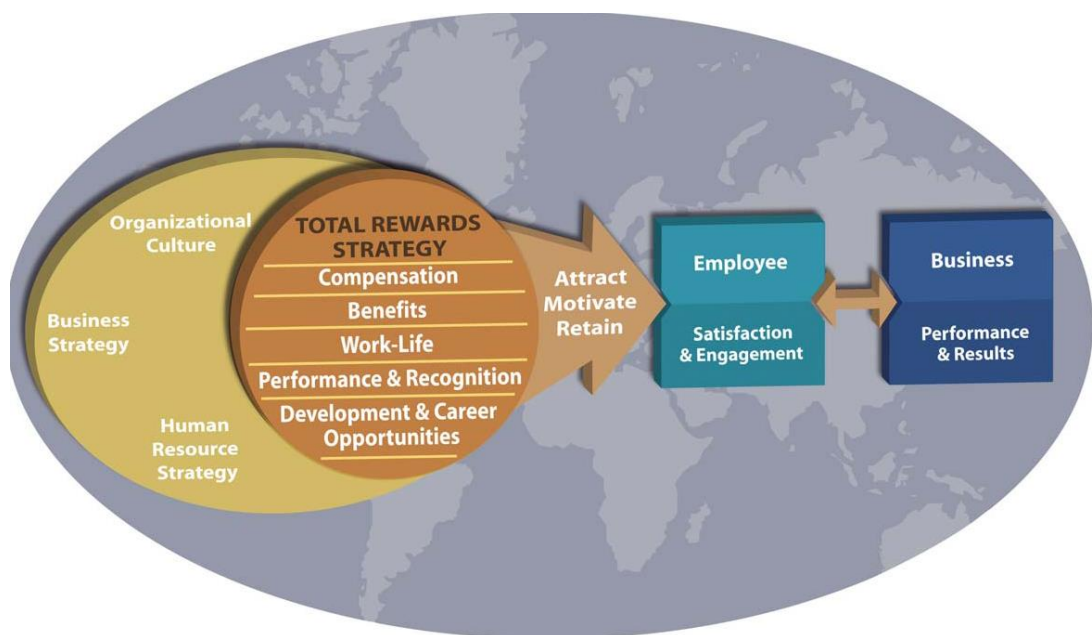 Organizational
Culture
Business
Strategy
Human
Resource
Strategy
TOTAL REWARDS
STRATEGY
Compensation
Benefits
Work-Life
Performance & Recognition
Development & Career
Opportunities
Attract
Motivate
Retain
Employee
Satisfaction
& Engagement
Business
Performance
& Results